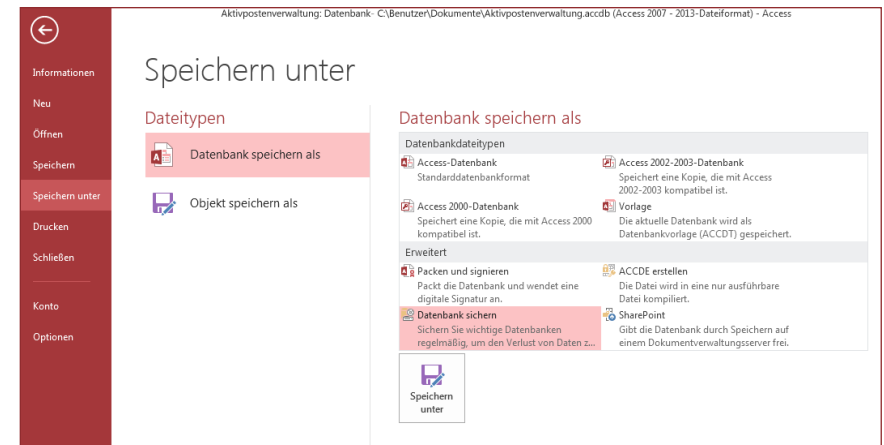 Aktivpostenverwaltung: Datenbank- C:\Benutzer\Dokumente\Aktivpostenverwaltung.accdb (Access 2007 - 2013-Dateiformat) - Access
Informationen
Neu
Öffnen
Speichern
Speichern unter
Drucken
Schließen
Konto
Optionen
Speichern unter
Dateitypen
Datenbank speichern als
Objekt speichern als
Datenbank speichern als
Datenbankdateitypen
Access-Datenbank
Standarddatenbankformat
Access 2002-2003-Datenbank
Speichert eine Kopie, die mit Access
2002-2003 kompatibel ist.
Access 2000-Datenbank
Speichert eine Kopie, die mit Access 2000
kompatibel ist.
Vorlage
Die aktuelle Datenbank wird als
Datenbankvorlage (ACCDT) gespeichert.
Erweitert
Packen und signieren
Packt die Datenbank und wendet eine
digitale Signatur an.
ACCDE erstellen
Die Datei wird in eine nur ausführbare
Datei kompiliert.
Datenbank sichern
Sichern Sie wichtige Datenbanken
regelmäßig, um den Verlust von Daten z...
SharePoint
Gibt die Datenbank durch Speichern auf
einem Dokumentverwaltungsserver frei.
Speichern
unter